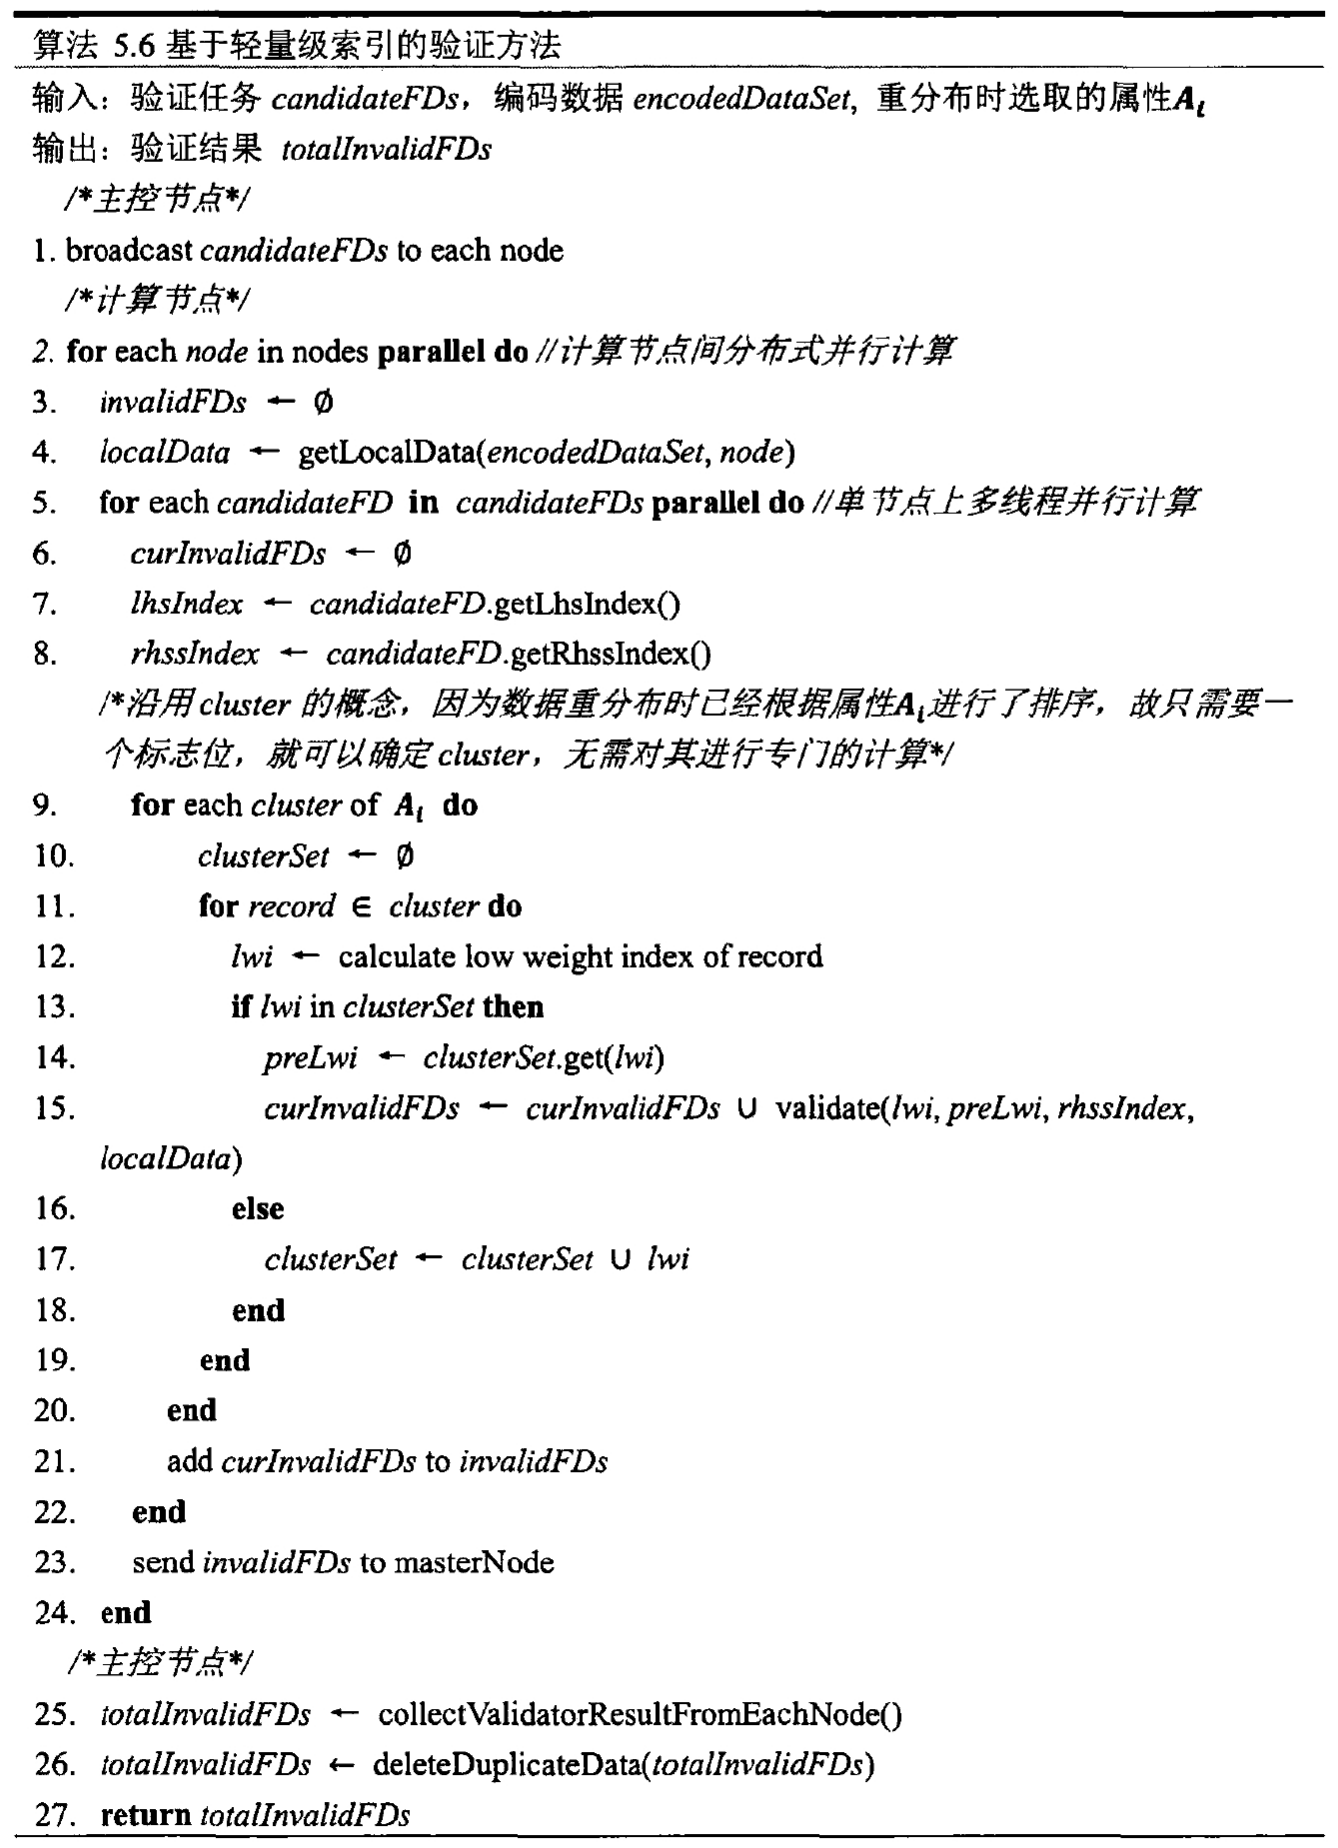 算法 5.6 基于轻量级索引的验证方法
输入：验证任务 candidateFDs，编码数据 encodedDataSet, 重分布时选取的属性Aᵢ
输出：验证结果 totalInvalidFDs
/*主控节点*/
1. broadcast candidateFDs to each node
/*计算节点*/
2. for each node in nodes parallel do //计算节点间分布式并行计算
3. invalidFDs ← ∅
4. localData ← getLocalData(encodedDataSet, node)
5. for each candidateFD in candidateFDs parallel do //单节点上多线程并行计算
6. curInvalidFDs ← ∅
7. lhsIndex ← candidateFD.getLhsIndex()
8. rhssIndex ← candidateFD.getRhssIndex()
/*沿用 cluster 的概念，因为数据重分布时已经根据属性Aᵢ进行了排序，故只需要一
个标志位，就可以确定 cluster，无需对其进行专门的计算*/
9. for each cluster of Aᵢ do
10. clusterSet ← ∅
11. for record ∈ cluster do
12. lwi ← calculate low weight index of record
13. if lwi in clusterSet then
14. preLwi ← clusterSet.get(lwi)
15. curInvalidFDs ← curInvalidFDs ∪ validate(lwi, preLwi, rhssIndex,
localData)
16. else
17. clusterSet ← clusterSet ∪ lwi
18. end
19. end
20. end
21. add curInvalidFDs to invalidFDs
22. end
23. send invalidFDs to masterNode
24. end
/*主控节点*/
25. totalInvalidFDs ← collectValidatorResultFromEachNode()
26. totalInvalidFDs ← deleteDuplicateData(totalInvalidFDs)
27. return totalInvalidFDs